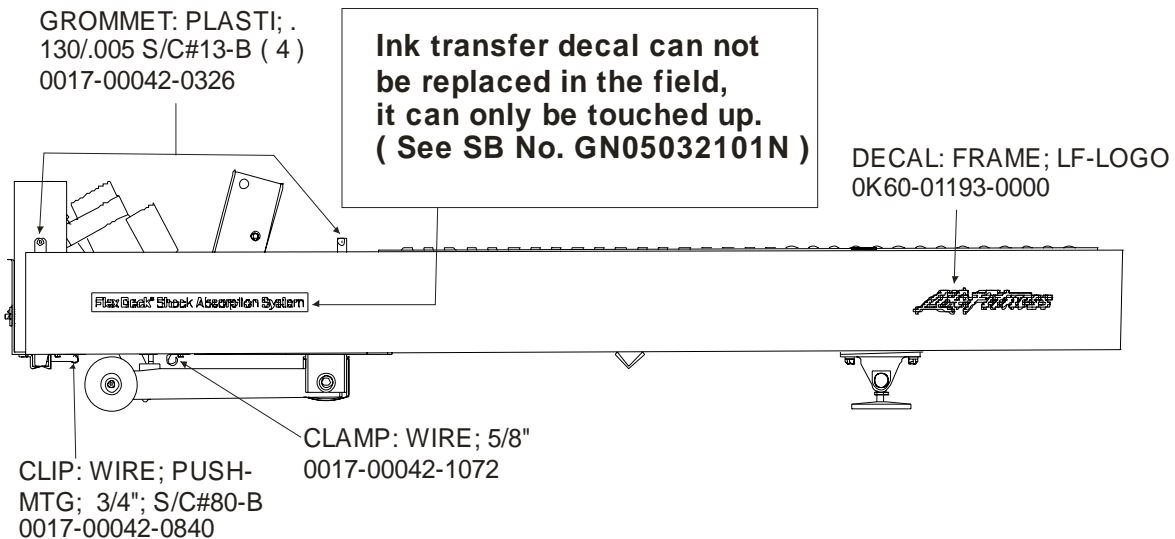 GROMMET: PLASTI; .
130/.005 S/C#13-B ( 4 )
0017-00042-0326
Ink transfer decal can not
be replaced in the field,
it can only be touched up.
( See SB No. GN05032101N )
DECAL: FRAME; LF-LOGO
0K60-01193-0000
FlexDeck" Shock Absorption System
Life Fitness
CLAMP: WIRE; 5/8"
0017-00042-1072
CLIP: WIRE; PUSH-
MTG; 3/4"; S/C#80-B
0017-00042-0840